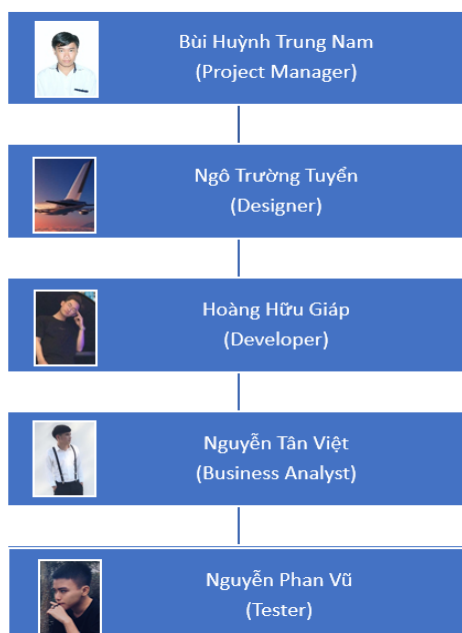 Bùi Huỳnh Trung Nam
(Project Manager)
Ngô Trường Tuyển
(Designer)
Hoàng Hữu Giáp
(Developer)
Nguyễn Tân Việt
(Business Analyst)
Nguyễn Phan Vũ
(Tester)